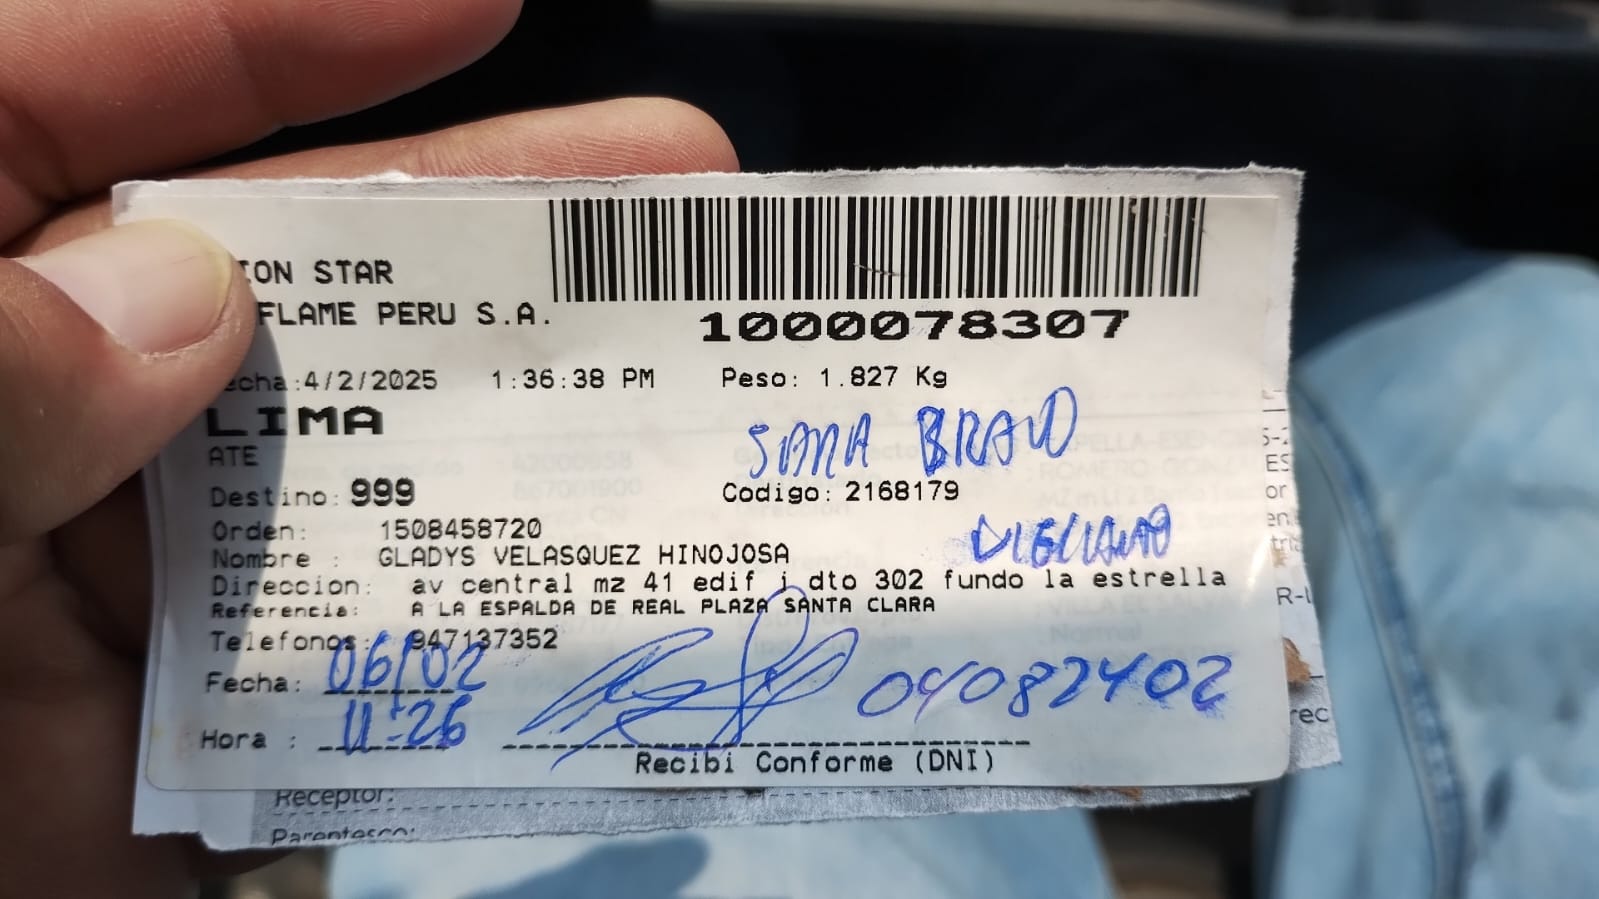 ION STAR
FLAME PERU S.A.
1000078307
echa:4/2/2025 1:36:38 PM Peso: 1.827 Kg
LIMA
SARA BRAVO
ATE
Destino: 999 Codigo: 2168179
Orden: 1508458720
Nombre : GLADYS VELASQUEZ HINOJOSA
Direccion: av central mz 41 edif j dto 302 fundo la estrella
Referencia: A LA ESPALDA DE REAL PLAZA SANTA CLARA
Telefonos: 947137352
Fecha: 06/02
04082402
Hora : 11:26
Recibi Conforme (DNI)
Receptor:
Parentesco: